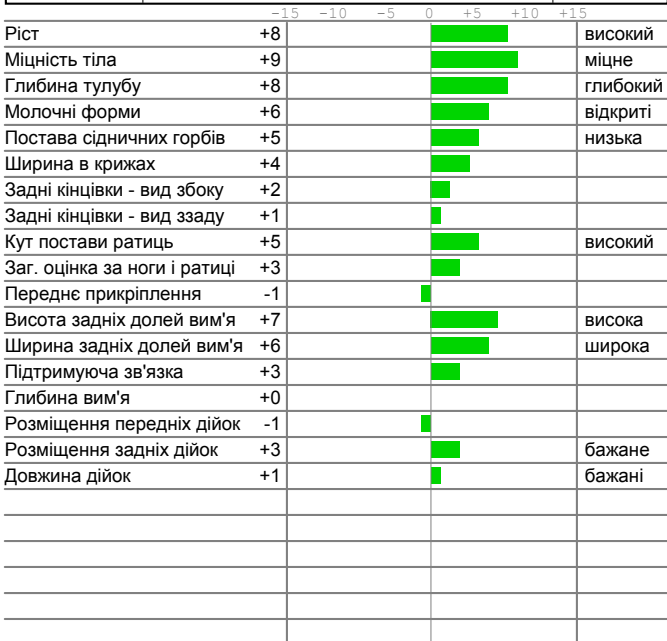 -15 -10 -5 0 +5 +10 +15
Ріст +8 високий
Міцність тіла +9 міцне
Глибина тулубу +8 глибокий
Молочні форми +6 відкриті
Постава сідничних горбів +5 низька
Ширина в крижах +4
Задні кінцівки - вид збоку +2
Задні кінцівки - вид ззаду +1
Кут постави ратиць +5 високий
Заг. оцінка за ноги і ратиці +3
Переднє прикріплення -1
Висота задніх долей вим'я +7 висока
Ширина задніх долей вим'я +6 широка
Підтримуюча зв'язка +3
Глибина вим'я +0
Розміщення передніх дійок -1
Розміщення задніх дійок +3 бажане
Довжина дійок +1 бажані